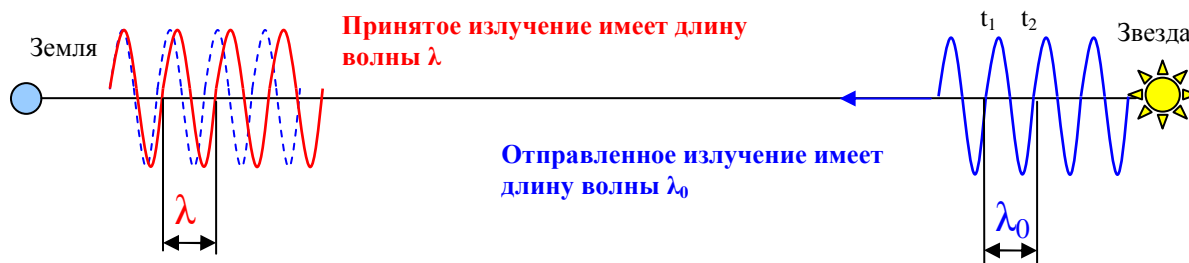 Земля
Принятое излучение имеет длину
волны λ
t₁ t₂
Звезда
Отправленное излучение имеет
длину волны λ₀
λ
λ₀